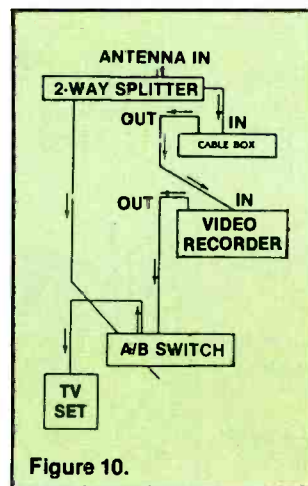 ANTENNA IN
2-WAY SPLITTER
OUT
IN
CABLE BOX
OUT
IN
VIDEO
RECORDER
A/B SWITCH
TV
SET
Figure 10.